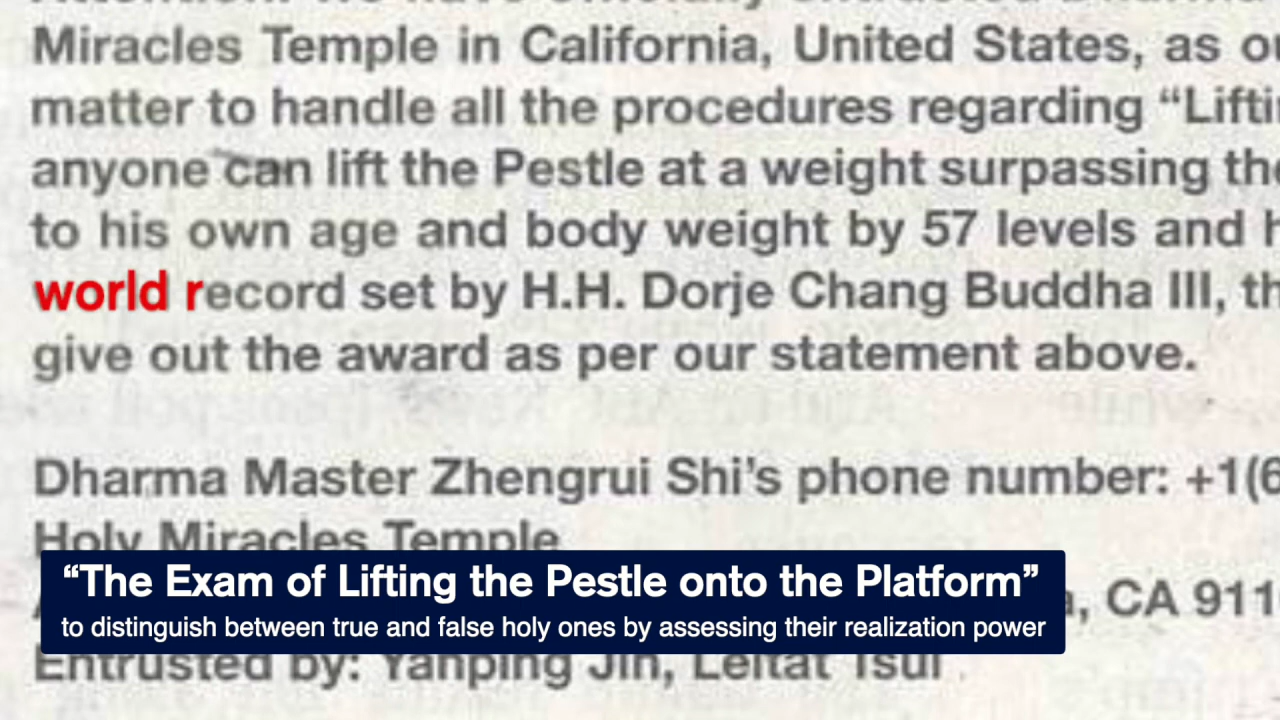 Miracles Temple in California, United States, as
matter to handle all the procedures regarding
anyone can lift the Pestle at a weight surpassing
to his own age and body weight by 57 levels and
world record set by H.H. Dorje Chang Buddha III,
give out the award as per our statement above.
Dharma Master Zhengrui Shi's phone number: +1(6
Holy Miracles Temple
“The Exam of Lifting the Pestle onto the Platform”
, CA 911
to distinguish between true and false holy ones by assessing their realization power
Entrusted by: Yanping Jin, Leitat Tsui